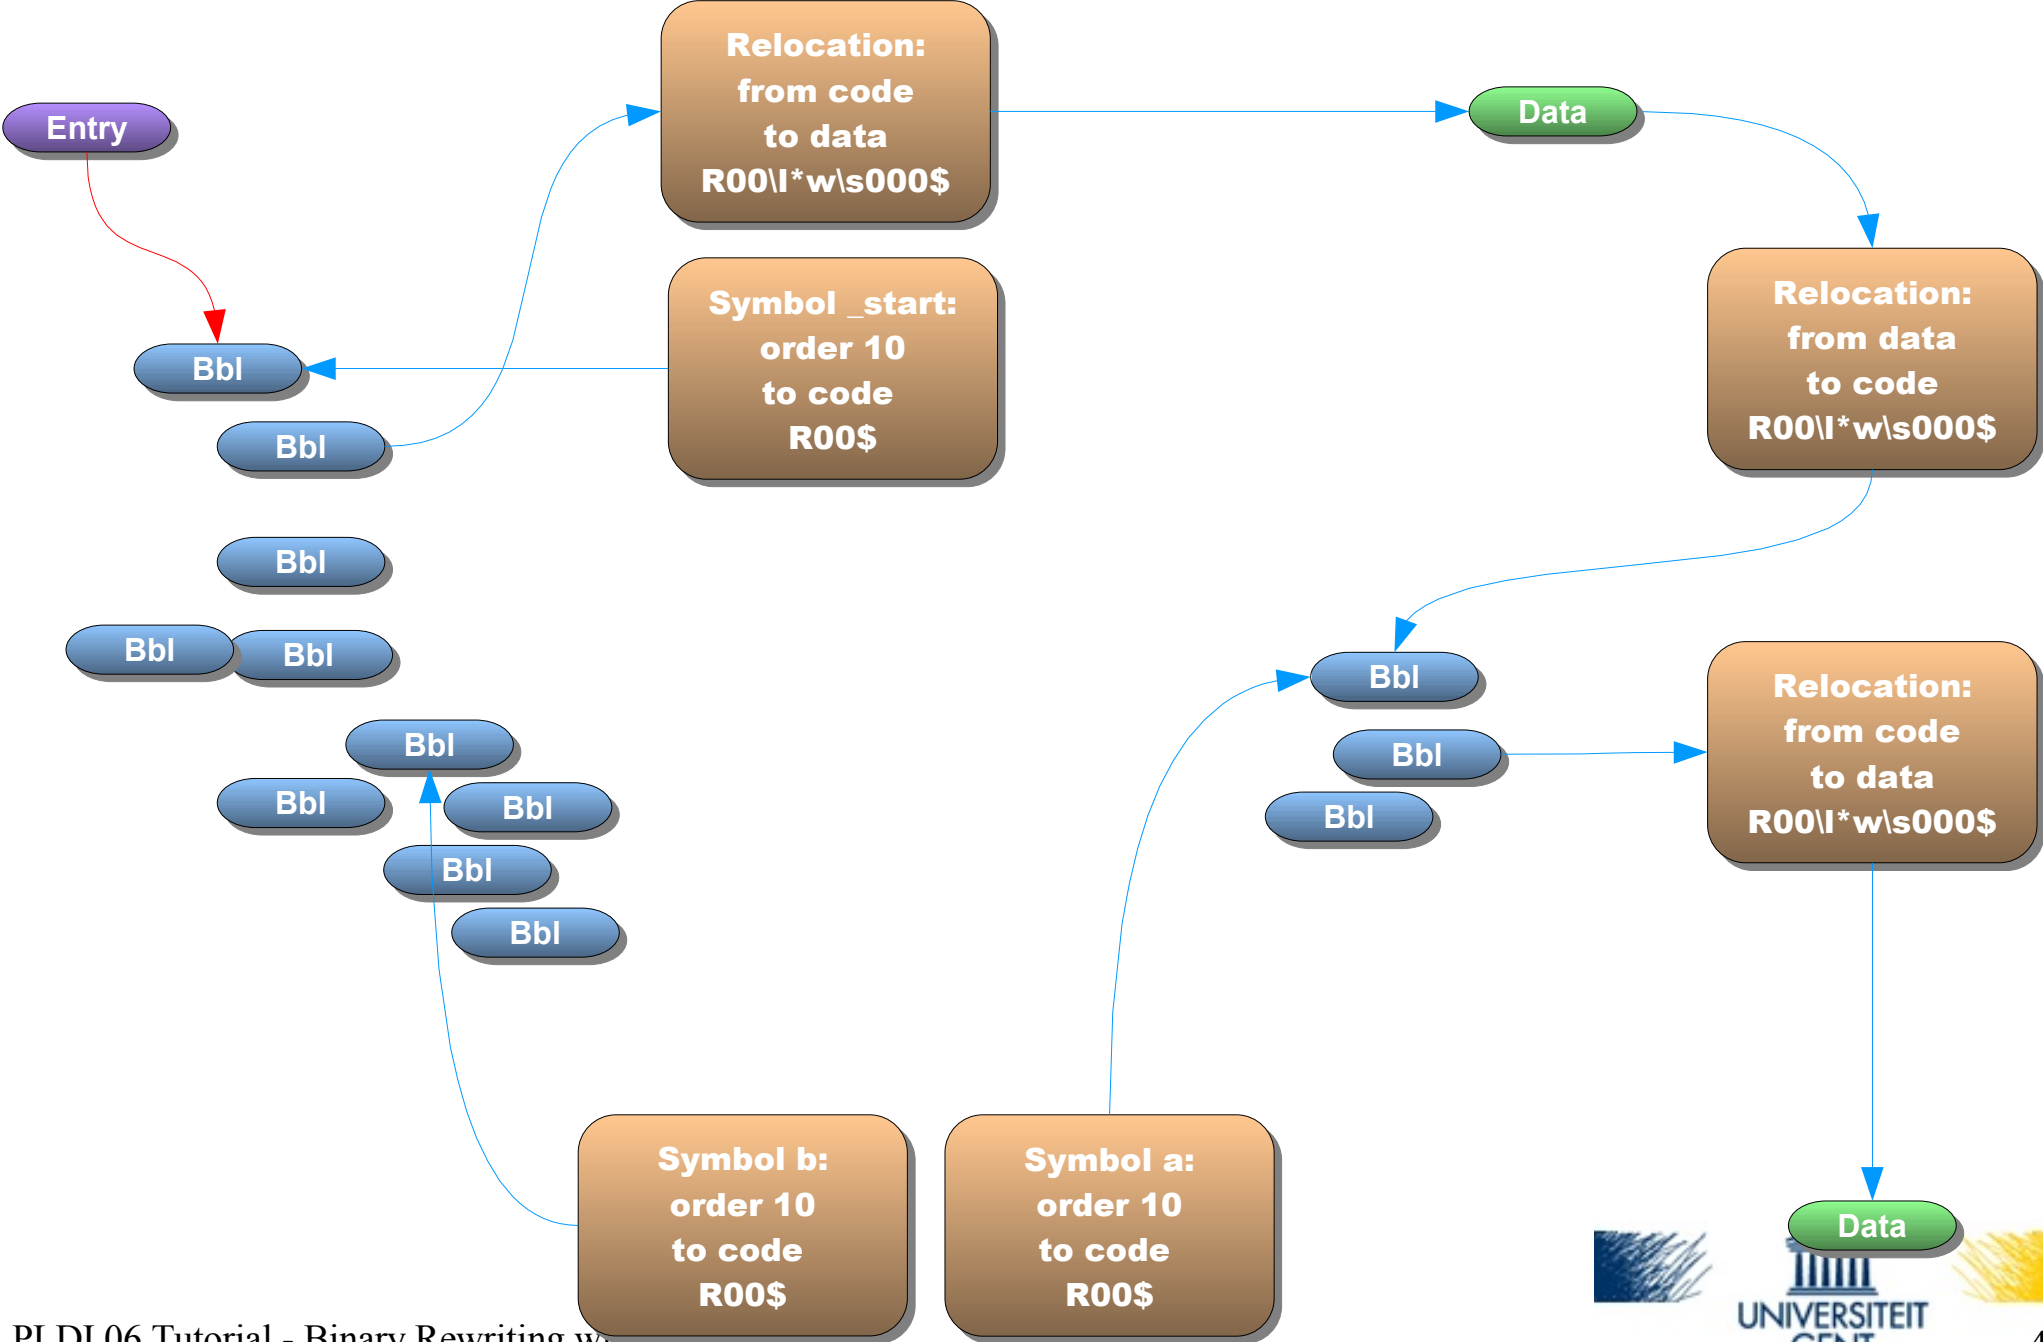 Relocation:
from code
to data
R00\l*w\s000$
Entry
Data
Symbol _start:
order 10
to code
R00$
Relocation:
from data
to code
R00\l*w\s000$
Bbl
Bbl
Bbl
Bbl
Bbl
Bbl
Bbl
Bbl
Bbl
Bbl
Bbl
Bbl
Bbl
Relocation:
from code
to data
R00\l*w\s000$
Symbol b:
order 10
to code
R00$
Symbol a:
order 10
to code
R00$
Data
UNIVERSITEIT
GENT
PLDI 06 Tutorial - Binary Rewriting